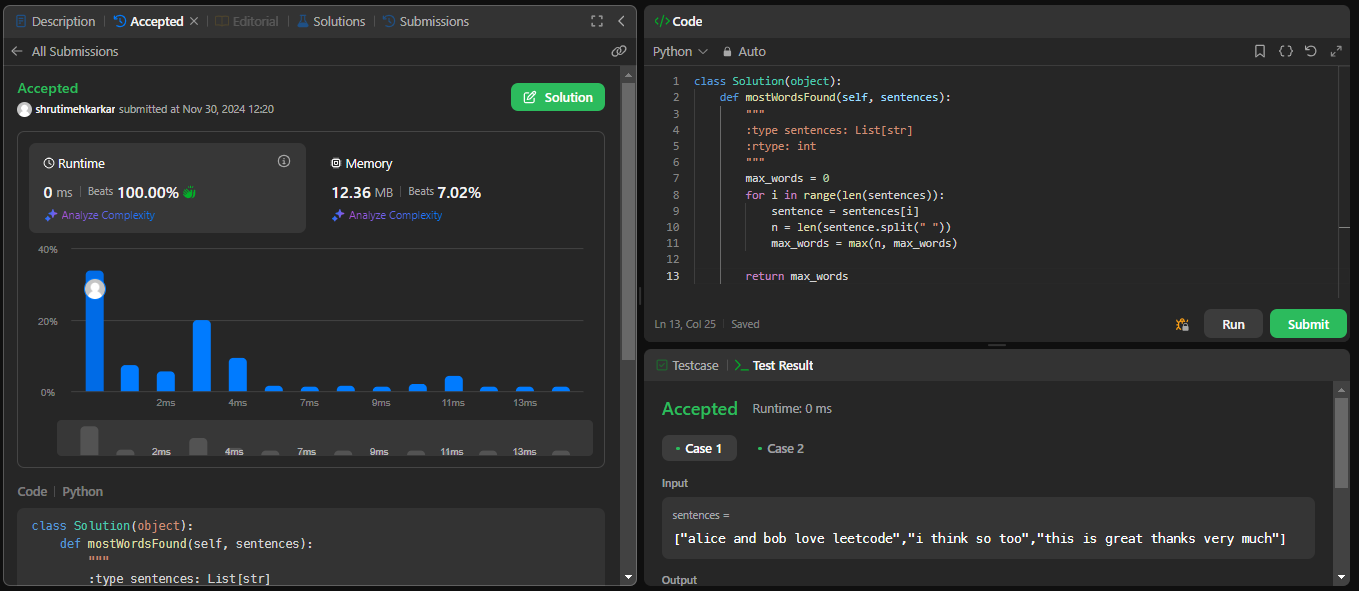 Description Accepted Editorial Solutions Submissions
All Submissions
Accepted
shrutimehkarkar submitted at Nov 30, 2024 12:20
Solution
Runtime
0 ms Beats 100.00%
Analyze Complexity
Memory
12.36 MB Beats 7.02%
Analyze Complexity
40%
20%
0%
2ms 4ms 7ms 9ms 11ms 13ms
2ms 4ms 7ms 9ms 11ms 13ms
Code Python
class Solution(object):
def mostWordsFound(self, sentences):
"""
:type sentences: List[str]
</> Code
Python Auto
1 class Solution(object):
2 def mostWordsFound(self, sentences):
3 """
4 :type sentences: List[str]
5 :rtype: int
6 """
7 max_words = 0
8 for i in range(len(sentences)):
9 sentence = sentences[i]
10 n = len(sentence.split(" "))
11 max_words = max(n, max_words)
12
13 return max_words
Ln 13, Col 25 Saved
Run Submit
Testcase >_ Test Result
Accepted Runtime: 0 ms
• Case 1 • Case 2
Input
sentences =
["alice and bob love leetcode","i think so too","this is great thanks very much"]
Output